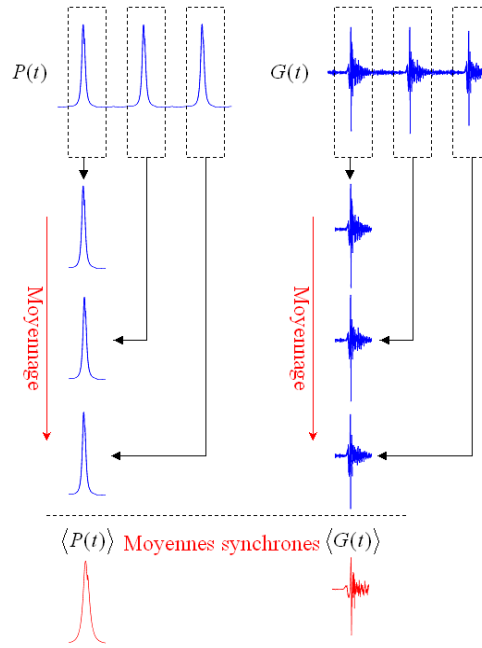 P(t)
G(t)
Moyennage
Moyennage
⟨P(t)⟩ Moyennes synchrones ⟨G(t)⟩